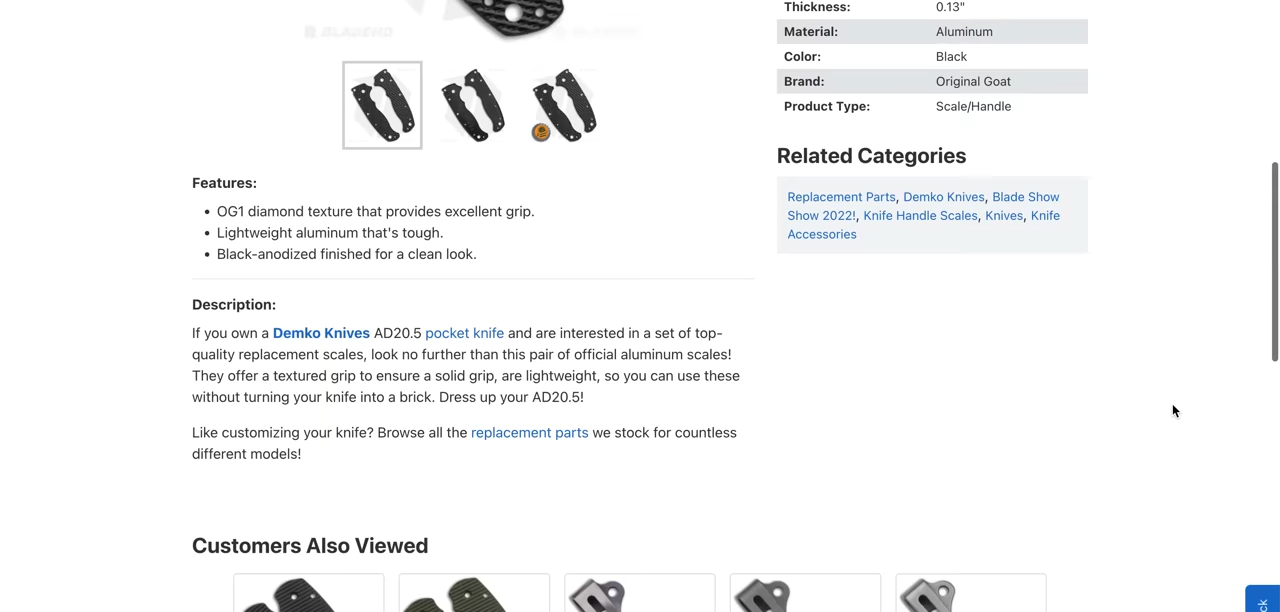 Thickness: 0.13"
Material: Aluminum
Color: Black
Brand: Original Goat
Product Type: Scale/Handle
Related Categories
Replacement Parts, Demko Knives, Blade Show
Show 2022!, Knife Handle Scales, Knives, Knife
Accessories
Features:
• OG1 diamond texture that provides excellent grip.
• Lightweight aluminum that's tough.
• Black-anodized finished for a clean look.
Description:
If you own a Demko Knives AD20.5 pocket knife and are interested in a set of top-
quality replacement scales, look no further than this pair of official aluminum scales!
They offer a textured grip to ensure a solid grip, are lightweight, so you can use these
without turning your knife into a brick. Dress up your AD20.5!
Like customizing your knife? Browse all the replacement parts we stock for countless
different models!
Customers Also Viewed